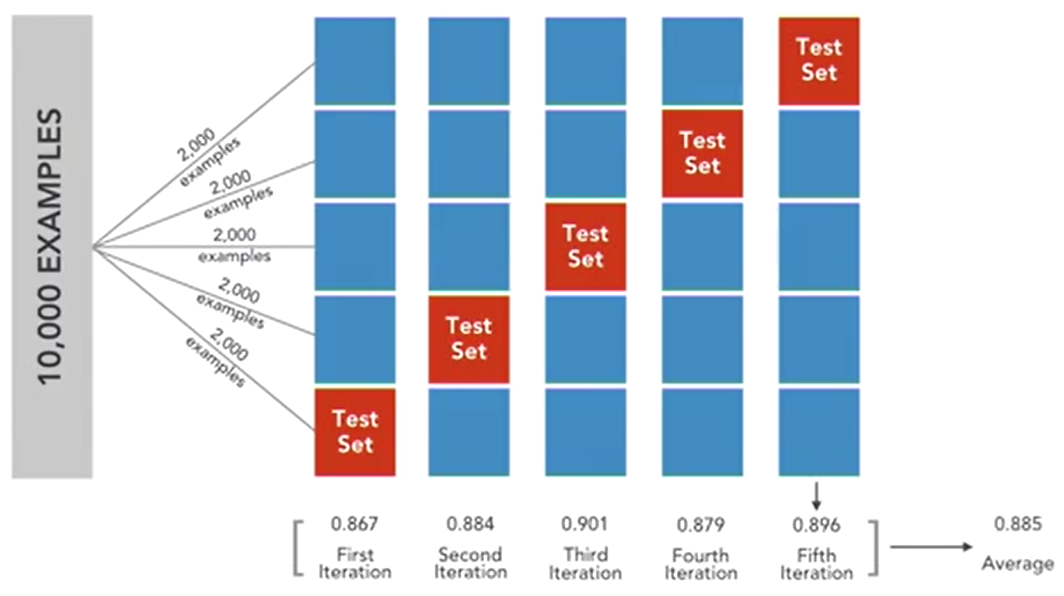 10,000 EXAMPLES
2,000
examples
2,000
examples
2,000
examples
2,000
examples
2,000
examples
Test
Set
Test
Set
Test
Set
Test
Set
Test
Set
0.867
First
Iteration
0.884
Second
Iteration
0.901
Third
Iteration
0.879
Fourth
Iteration
0.896
Fifth
Iteration
0.885
Average